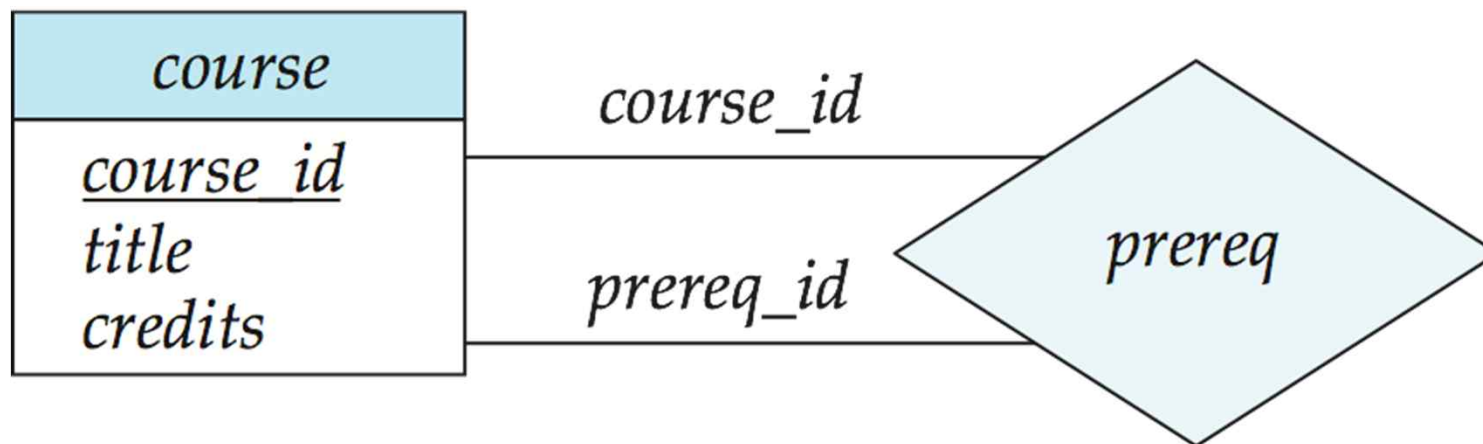 course
course_id
title
credits
course_id
prereq_id
prereq